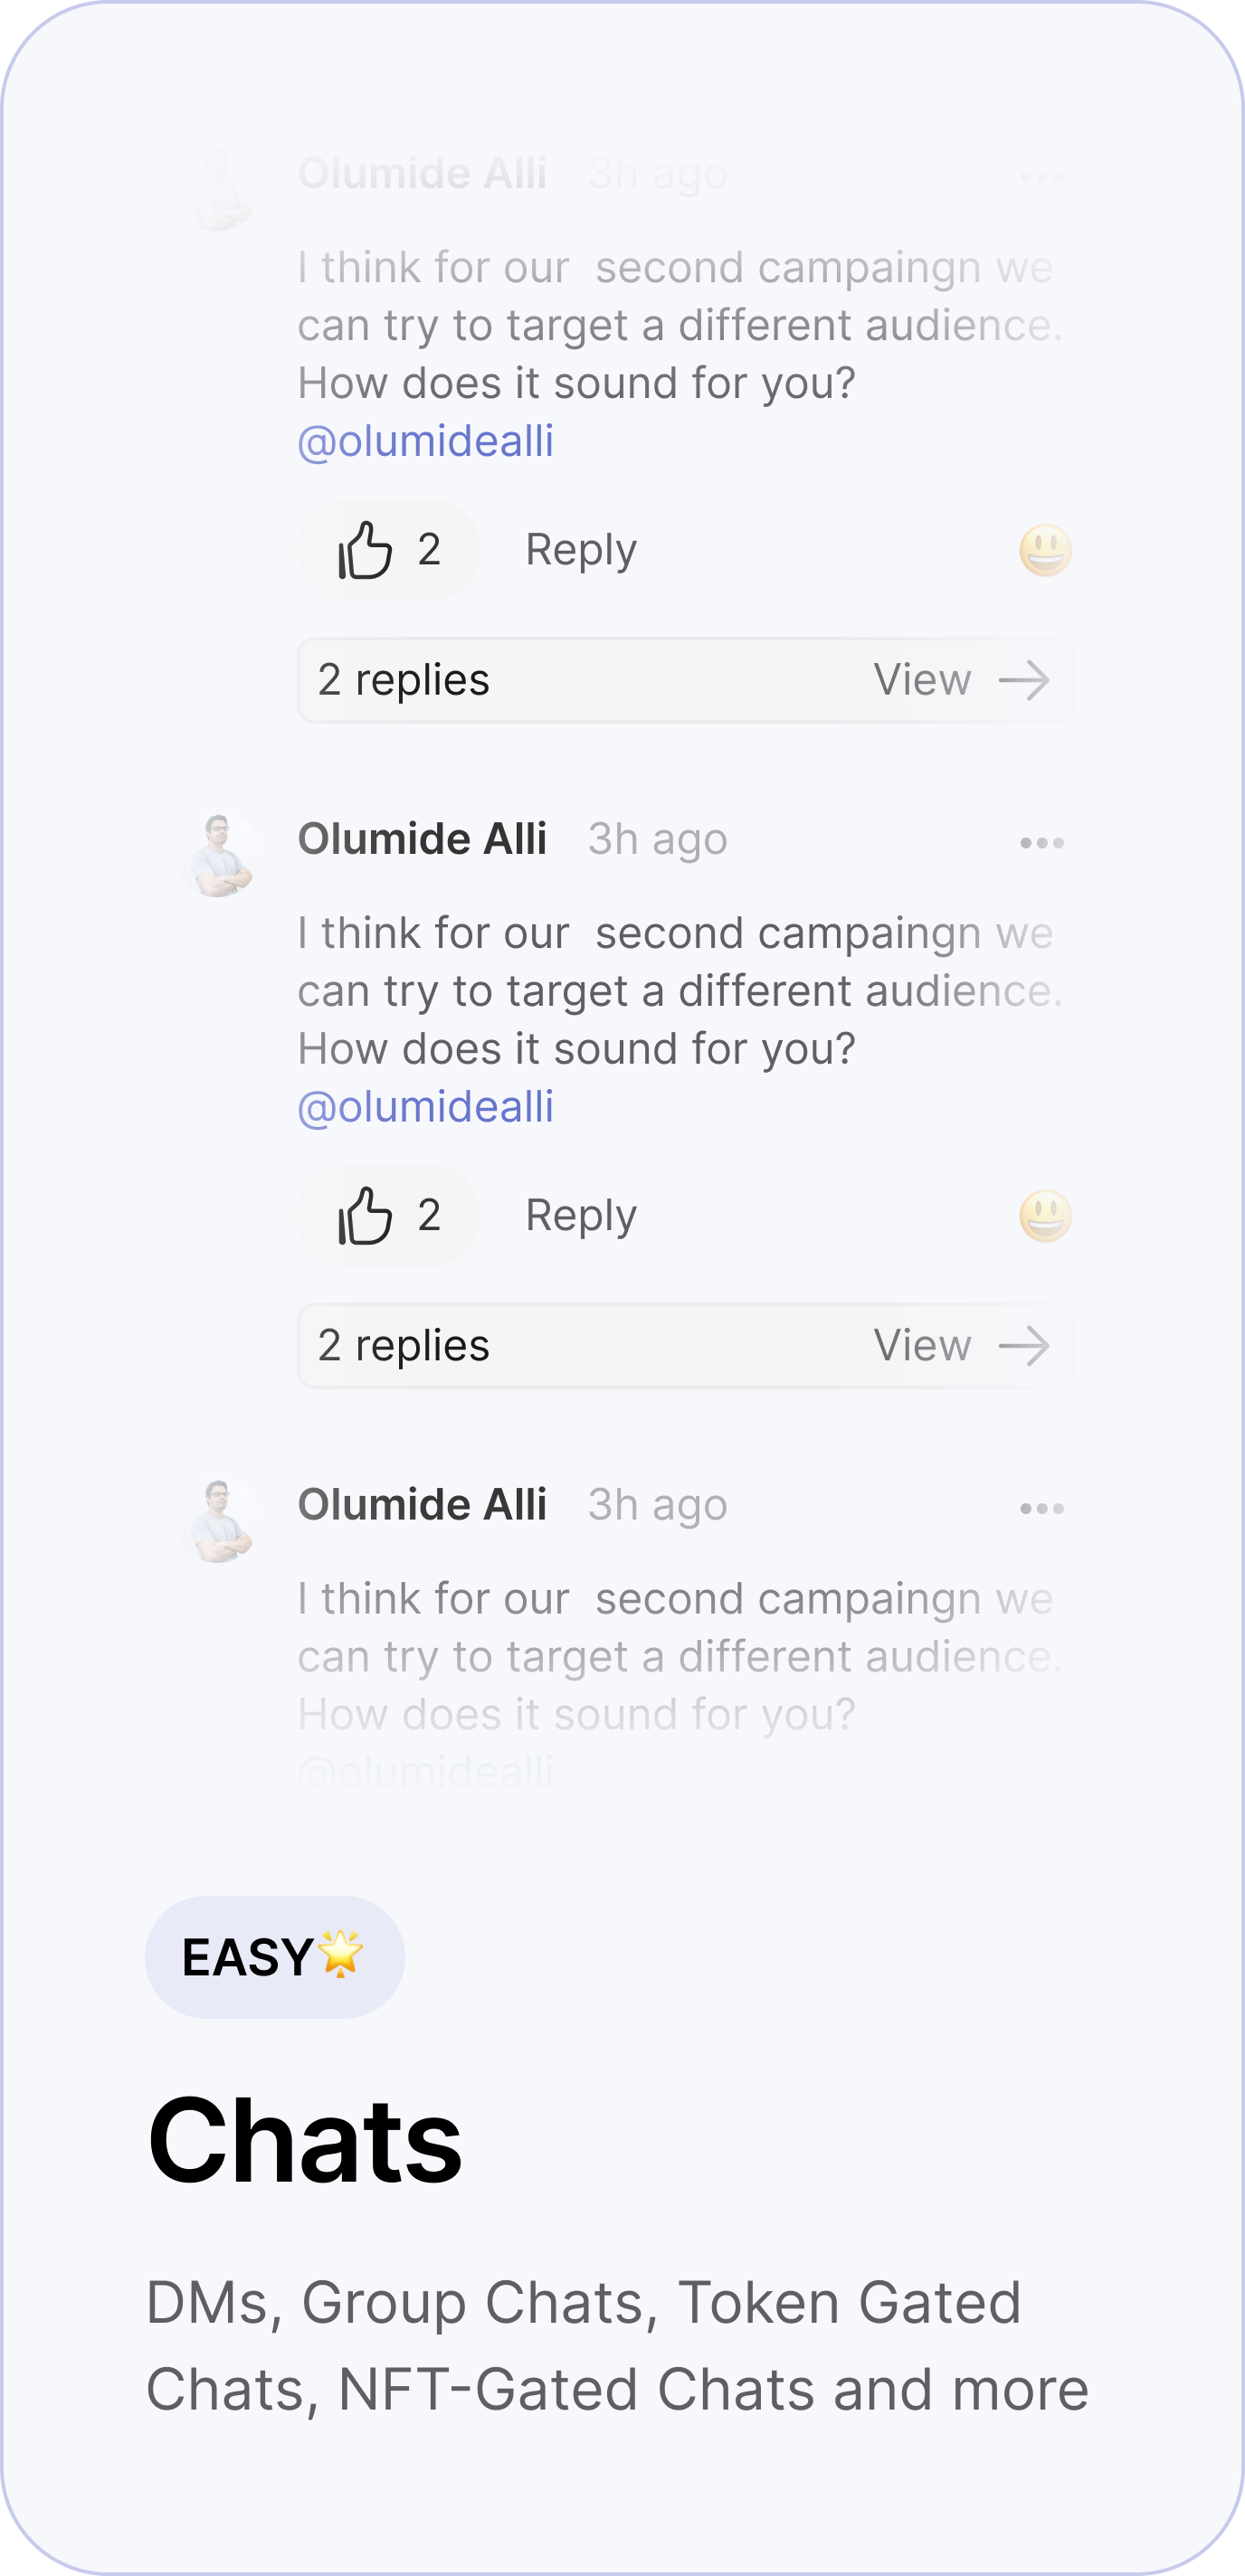 Olumide Alli 3h ago
I think for our  second campaingn we
can try to target a different audience.
How does it sound for you?
@olumidealli
2 Reply
2 replies View
Olumide Alli 3h ago
I think for our  second campaingn we
can try to target a different audience.
How does it sound for you?
@olumidealli
2 Reply
2 replies View
Olumide Alli 3h ago
I think for our  second campaingn we
can try to target a different audience.
How does it sound for you?
@olumidealli
EASY🌟
Chats
DMs, Group Chats, Token Gated
Chats, NFT-Gated Chats and more